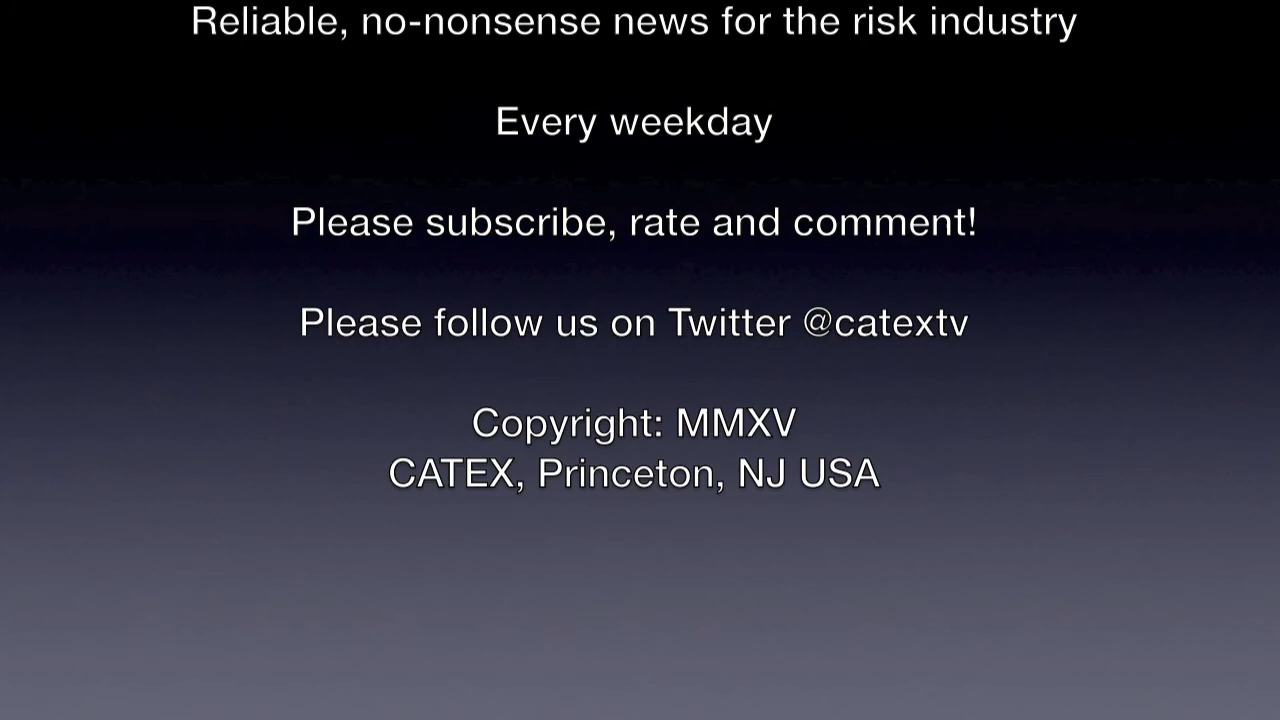 Reliable, no-nonsense news for the risk industry
Every weekday
Please subscribe, rate and comment!
Please follow us on Twitter @catextv
Copyright: MMXV
CATEX, Princeton, NJ USA